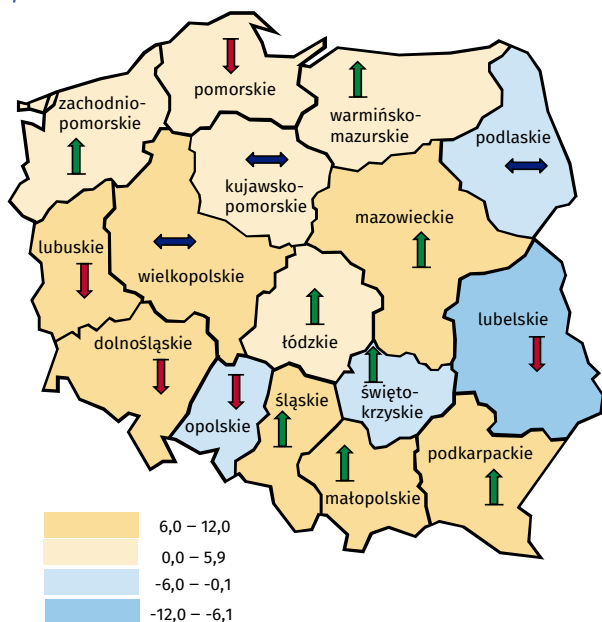 zachodnio-
pomorskie
pomorskie
warmińsko-
mazurskie
podlaskie
kujawsko-
pomorskie
mazowieckie
lubuskie
wielkopolskie
łódzkie
lubelskie
dolnośląskie
opolskie
śląskie
święto-
krzyskie
małopolskie
podkarpackie
6,0 – 12,0
0,0 – 5,9
-6,0 – -0,1
-12,0 – -6,1